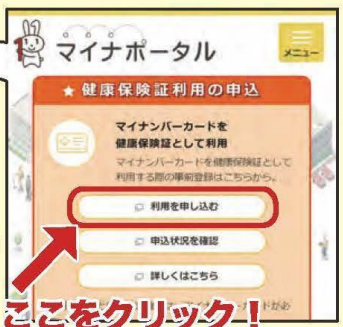 マイナポータル
メニュー
★健康保険証利用の申込
マイナンバーカードを
健康保険証として利用
マイナンバーカードを健康保険証として
利用する際の事前登録はこちらから。
利用を申し込む
申込状況を確認
詳しくはこちら
ここをクリック！